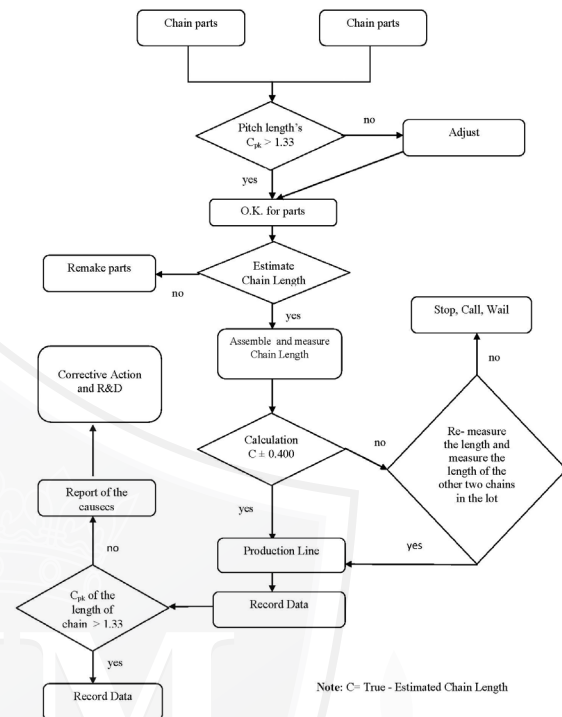 Chain parts
Chain parts
Pitch length's
Cpk > 1.33
no
Adjust
yes
O.K. for parts
Estimate
Chain Length
no
Remake parts
yes
Assemble and measure
Chain Length
Stop, Call, Wail
no
Corrective Action
and R&D
Calculation
C ± 0.400
no
Re- measure
the length and
measure the
length of the
other two chains
in the lot
Report of the
causecs
yes
no
Production Line
yes
Cpk of the
length of
chain > 1.33
Record Data
yes
Record Data
Note: C= True - Estimated Chain Length